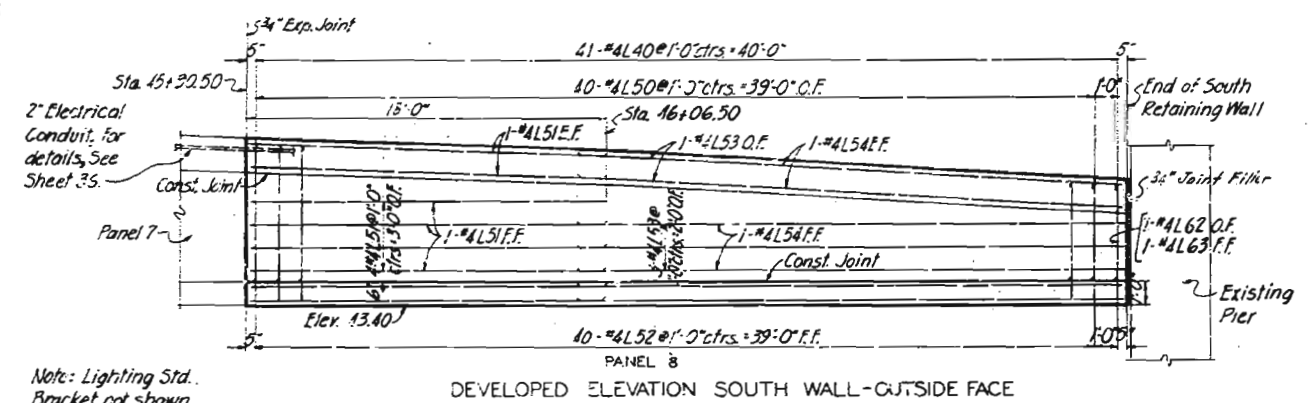 3/4" Exp. Joint
5"
41-#4L40@1'-0"ctrs.=40'-0"
5"
Sta. 45+90.50
40-#4L50@1'-0"ctrs.=39'-0" O.F.
1'-0"
End of South
Retaining Wall
2" Electrical
Conduit. For
details, See
Sheet 35.
Sta. 46+06.50
1-#4L51 E.F.
1-#4L53 O.F.
1-#4L54 F.F.
Const. Joint
3/4" Joint Filler
Panel 7
1-#4L51 F.F.
1-#4L54 F.F.
1-#4L62 O.F.
1-#4L63 F.F.
Const. Joint
Existing
Pier
Elev. 43.40
5"
40-#4L52@1'-0"ctrs.=39'-0" F.F.
1'-0"
5"
PANEL 8
Note: Lighting Std.
Bracket not shown
DEVELOPED ELEVATION SOUTH WALL-OUTSIDE FACE